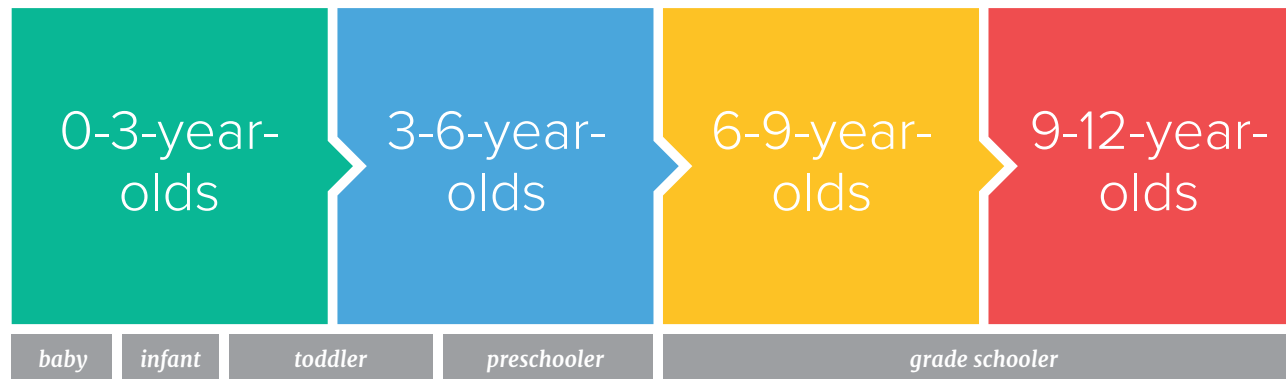 0-3-year-
olds
3-6-year-
olds
6-9-year-
olds
9-12-year-
olds
baby
infant
toddler
preschooler
grade schooler